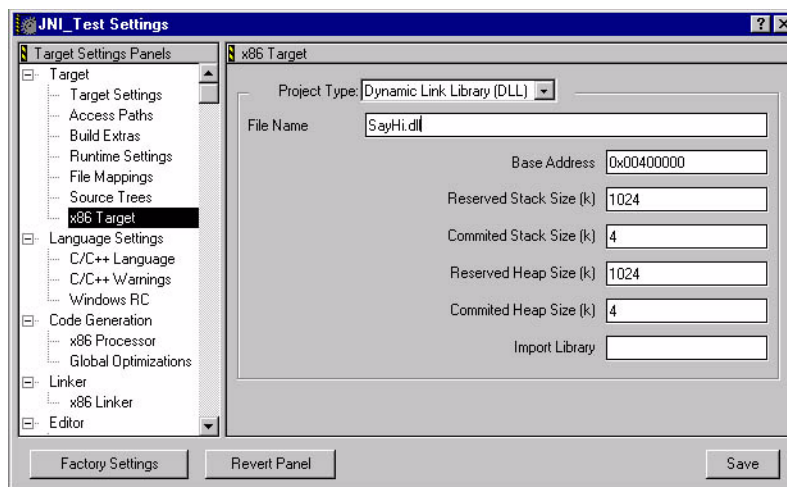 JNI_Test Settings
Target Settings Panels
Target
Target Settings
Access Paths
Build Extras
Runtime Settings
File Mappings
Source Trees
x86 Target
Language Settings
C/C++ Language
C/C++ Warnings
Windows RC
Code Generation
x86 Processor
Global Optimizations
Linker
x86 Linker
Editor
x86 Target
Project Type: Dynamic Link Library (DLL)
File Name SayHi.dll
Base Address 0x00400000
Reserved Stack Size (k) 1024
Commited Stack Size (k) 4
Reserved Heap Size (k) 1024
Commited Heap Size (k) 4
Import Library
Factory Settings Revert Panel Save